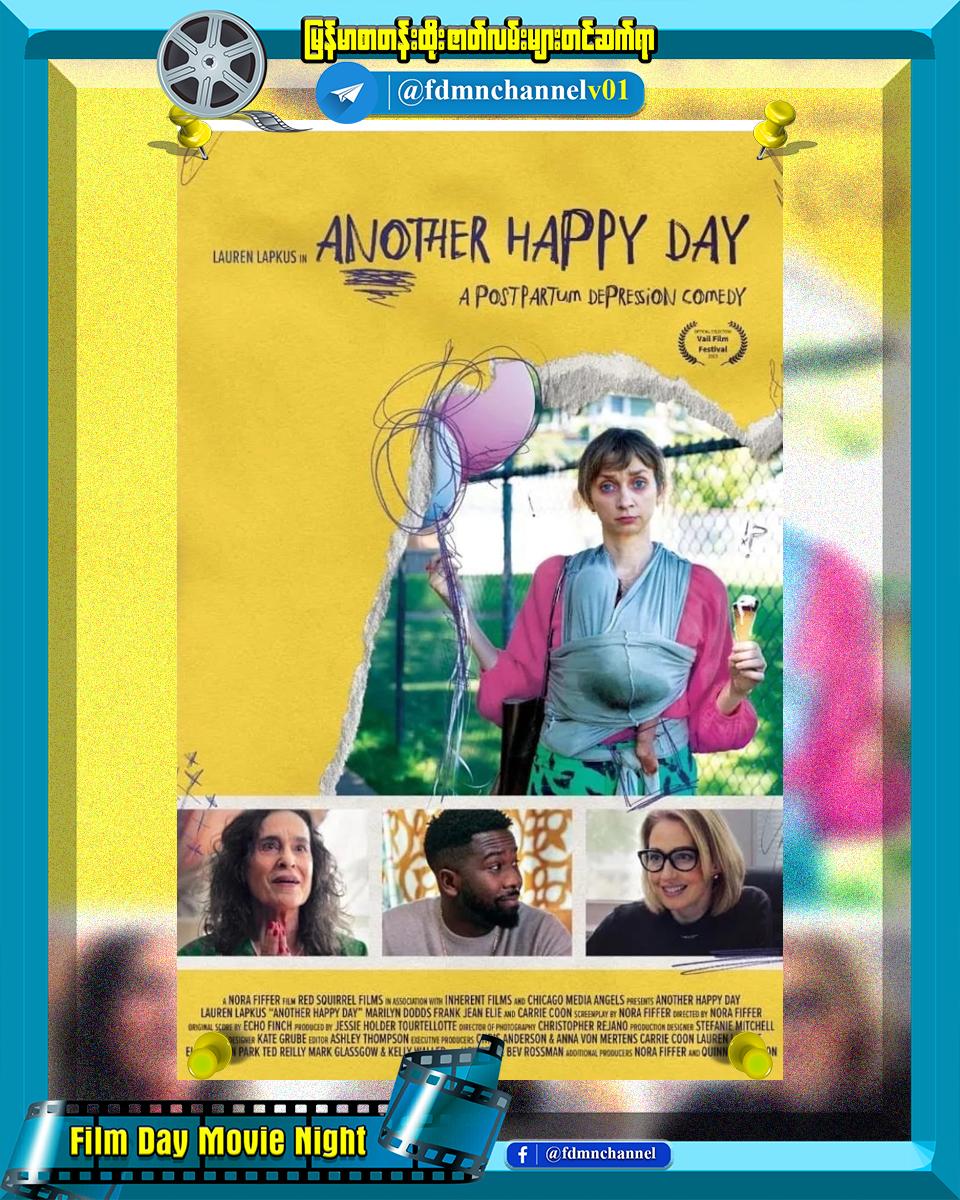 မြန်မာစာတန်းထိုးဇာတ်လမ်းများတင်ဆက်ရာ
@fdmnchannelv01
LAUREN LAPKUS IN ANOTHER HAPPY DAY
A POSTPARTUM DEPRESSION COMEDY
OFFICIAL SELECTION
Vail Film
Festival
2023
A NORA FIFFER FILM RED SQUIRREL FILMS IN ASSOCIATION WITH INHERENT FILMS AND CHICAGO MEDIA ANGELS PRESENTS ANOTHER HAPPY DAY
LAUREN LAPKUS "ANOTHER HAPPY DAY" MARILYN DODDS FRANK JEAN ELIE AND CARRIE COON SCREENPLAY BY NORA FIFFER DIRECTED BY NORA FIFFER
ORIGINAL SCORE BY ECHO FINCH PRODUCED BY JESSIE HOLDER TOURTELLOTTE DIRECTOR OF PHOTOGRAPHY CHRISTOPHER REJANO PRODUCTION DESIGNER STEFANIE MITCHELL
DESIGNER KATE GRUBE EDITOR ASHLEY THOMPSON EXECUTIVE PRODUCERS ANDERSON & ANNA VON MERTENS CARRIE COON LAUREN
PARK TED REILLY MARK GLASSGOW & KELLY BEV ROSSMAN ADDITIONAL PRODUCERS NORA FIFFER AND
Film Day Movie Night
@fdmnchannel